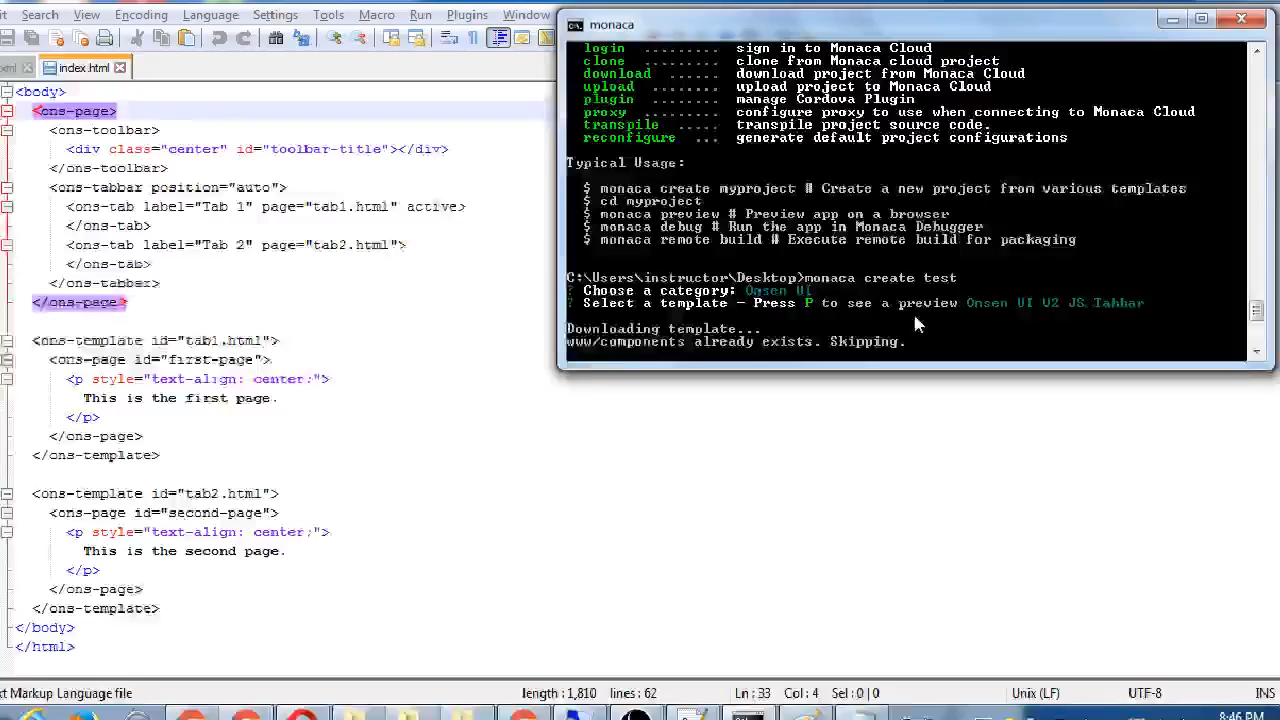 Search View Encoding Language Settings Tools Macro Run Plugins Window
index.html
<body>
<ons-page>
<ons-toolbar>
<div class="center" id="toolbar-title"></div>
</ons-toolbar>
<ons-tabbar position="auto">
<ons-tab label="Tab 1" page="tab1.html" active>
</ons-tab>
<ons-tab label="Tab 2" page="tab2.html">
</ons-tab>
</ons-tabbar>
</ons-page>
<ons-template id="tab1.html">
<ons-page id="first-page">
<p style="text-align: center;">
This is the first page.
</p>
</ons-page>
</ons-template>
<ons-template id="tab2.html">
<ons-page id="second-page">
<p style="text-align: center;">
This is the second page.
</p>
</ons-page>
</ons-template>
</body>
</html>
length : 1,810 lines : 62 Ln : 33 Col : 4 Sel : 0 | 0 Unix (LF) UTF-8 INS
monaca
login ......... sign in to Monaca Cloud
clone ......... clone from Monaca cloud project
download ...... download project from Monaca Cloud
upload ........ upload project to Monaca Cloud
plugin ........ manage Cordova Plugin
proxy ......... configure proxy to use when connecting to Monaca Cloud
transpile ..... transpile project source code.
reconfigure ... generate default project configurations
Typical Usage:
$ monaca create myproject # Create a new project from various templates
$ cd myproject
$ monaca preview # Preview app on a browser
$ monaca debug # Run the app in Monaca Debugger
$ monaca remote build # Execute remote build for packaging
C:\Users\instructor\Desktop>monaca create test
? Choose a category: Onsen UI
? Select a template - Press P to see a preview Onsen UI V2 JS Tabbar
Downloading template...
www/components already exists. Skipping.
8:46 PM